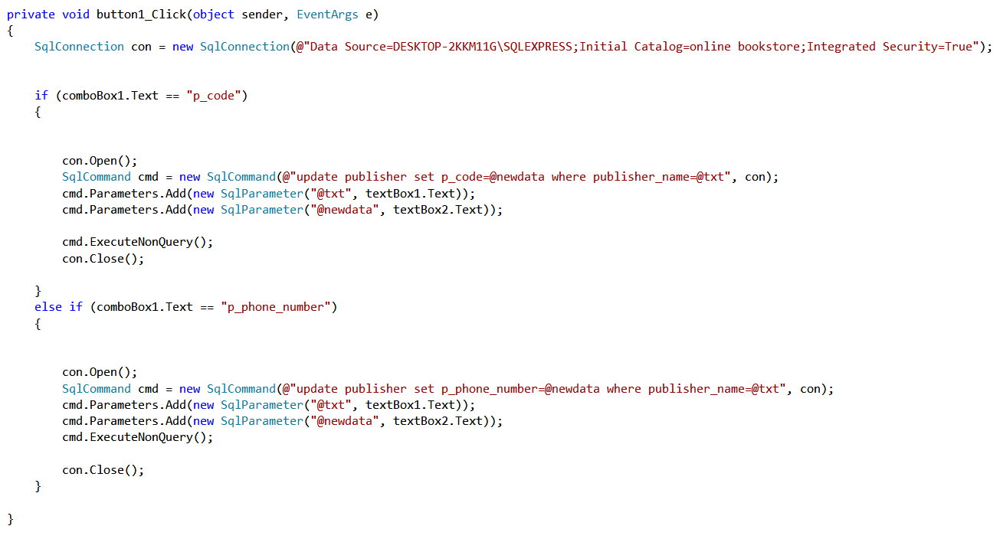 private void button1_Click(object sender, EventArgs e)
{
    SqlConnection con = new SqlConnection(@"Data Source=DESKTOP-2KKM11G\SQLEXPRESS;Initial Catalog=online bookstore;Integrated Security=True");
    if (comboBox1.Text == "p_code")
    {
        con.Open();
        SqlCommand cmd = new SqlCommand(@"update publisher set p_code=@newdata where publisher_name=@txt", con);
        cmd.Parameters.Add(new SqlParameter("@txt", textBox1.Text));
        cmd.Parameters.Add(new SqlParameter("@newdata", textBox2.Text));
        cmd.ExecuteNonQuery();
        con.Close();
    }
    else if (comboBox1.Text == "p_phone_number")
    {
        con.Open();
        SqlCommand cmd = new SqlCommand(@"update publisher set p_phone_number=@newdata where publisher_name=@txt", con);
        cmd.Parameters.Add(new SqlParameter("@txt", textBox1.Text));
        cmd.Parameters.Add(new SqlParameter("@newdata", textBox2.Text));
        cmd.ExecuteNonQuery();
        con.Close();
    }
}